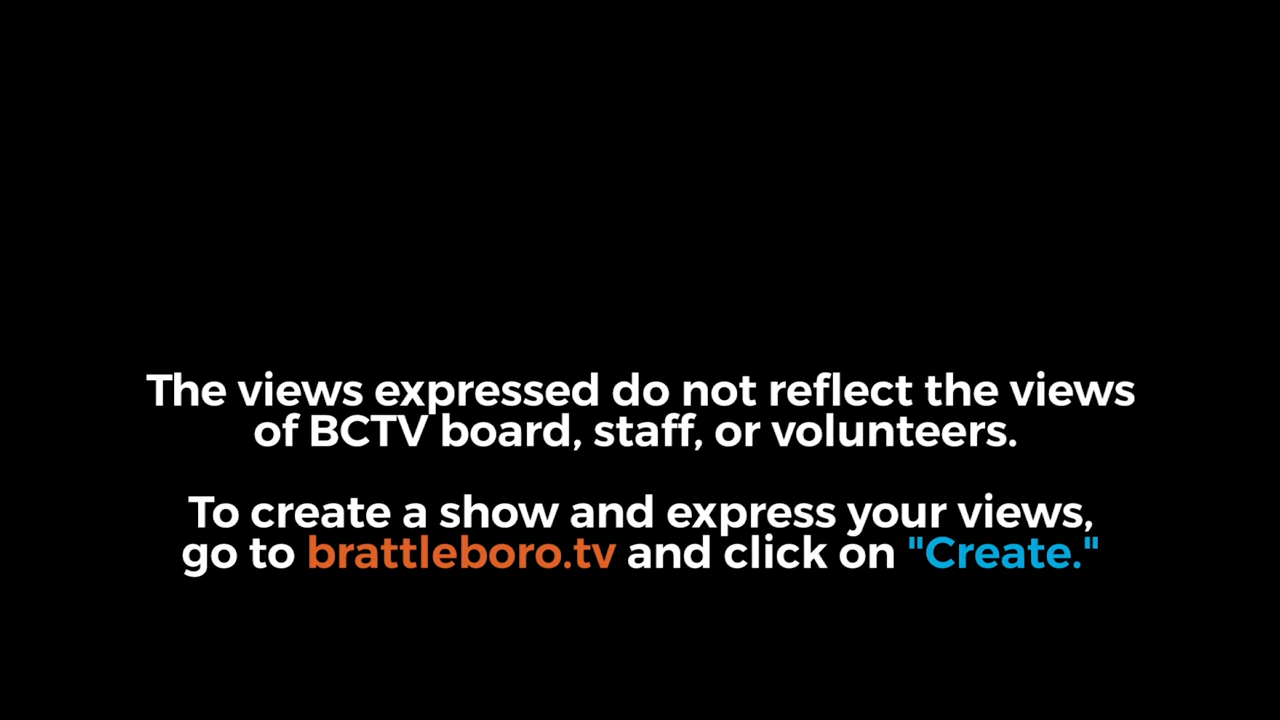 The views expressed do not reflect the views
of BCTV board, staff, or volunteers.
To create a show and express your views,
go to brattleboro.tv and click on "Create."